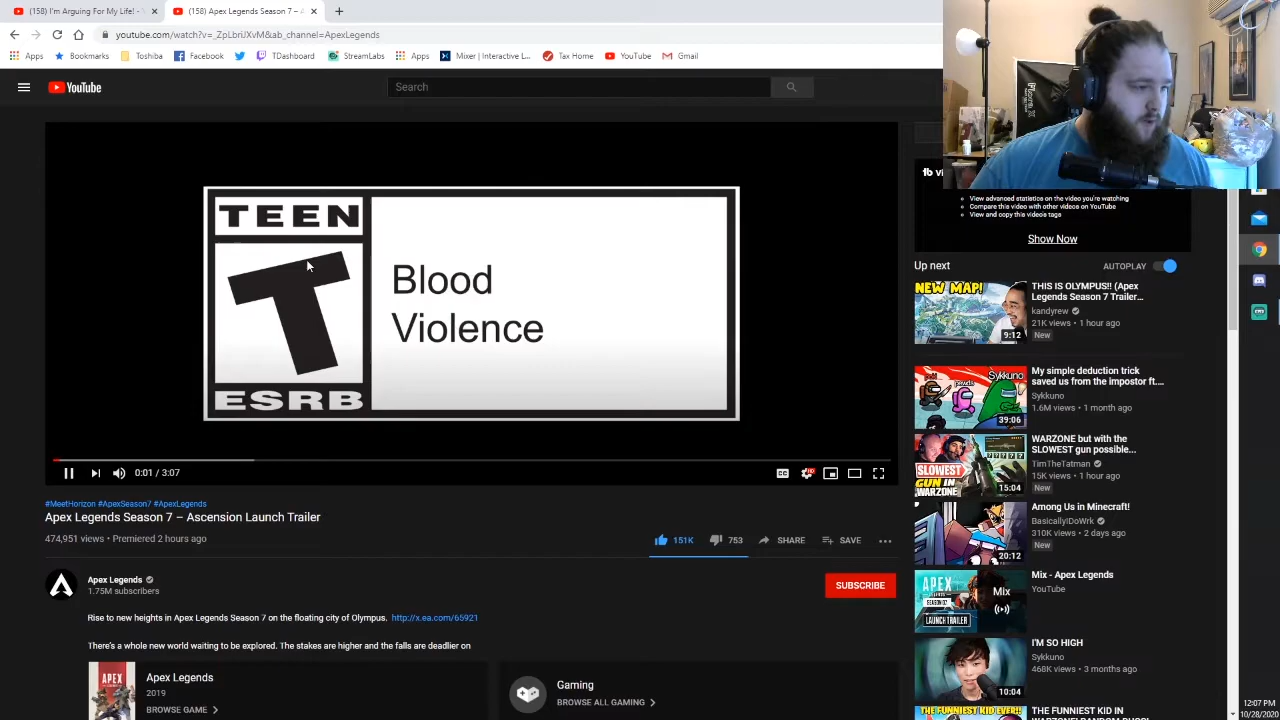 (158) I'm Arguing For My Life! -
(158) Apex Legends Season 7 –
youtube.com/watch?v=_ZpLbriJXvM&ab_channel=ApexLegends
Apps
Bookmarks
Toshiba
Facebook
TDashboard
StreamLabs
Apps
Mixer | Interactive L...
Tax Home
YouTube
Gmail
YouTube
Search
TEEN
T
ESRB
Blood
Violence
0:01 / 3:07
#MeetHorizon #ApexSeason7 #ApexLegends
Apex Legends Season 7 – Ascension Launch Trailer
474,951 views • Premiered 2 hours ago
151K
753
SHARE
SAVE
Apex Legends
1.75M subscribers
SUBSCRIBE
Rise to new heights in Apex Legends Season 7 on the floating city of Olympus. http://x.ea.com/65921
There's a whole new world waiting to be explored. The stakes are higher and the falls are deadlier on
Apex Legends
2019
BROWSE GAME
Gaming
BROWSE ALL GAMING
View advanced statistics on the video you're watching
Compare this video with other videos on YouTube
View and copy this video's tags
Show Now
Up next
AUTOPLAY
NEW MAP!
9:12
THIS IS OLYMPUS!! (Apex
Legends Season 7 Trailer...
kandyrew
21K views • 1 hour ago
New
Sykkuno
39:06
My simple deduction trick
saved us from the impostor ft....
Sykkuno
1.6M views • 1 month ago
SLOWEST
GUN IN
WARZONE
15:04
WARZONE but with the
SLOWEST gun possible...
TimTheTatman
15K views • 1 hour ago
New
20:12
Among Us in Minecraft!
BasicallyIDoWrk
310K views • 2 days ago
New
APEX
LEGENDS
SEASON 07
LAUNCH TRAILER
Mix
Mix - Apex Legends
YouTube
10:04
I'M SO HIGH
Sykkuno
468K views • 3 months ago
THE FUNNIEST KID EVER!!
THE FUNNIEST KID IN
12:07 PM
10/28/2020